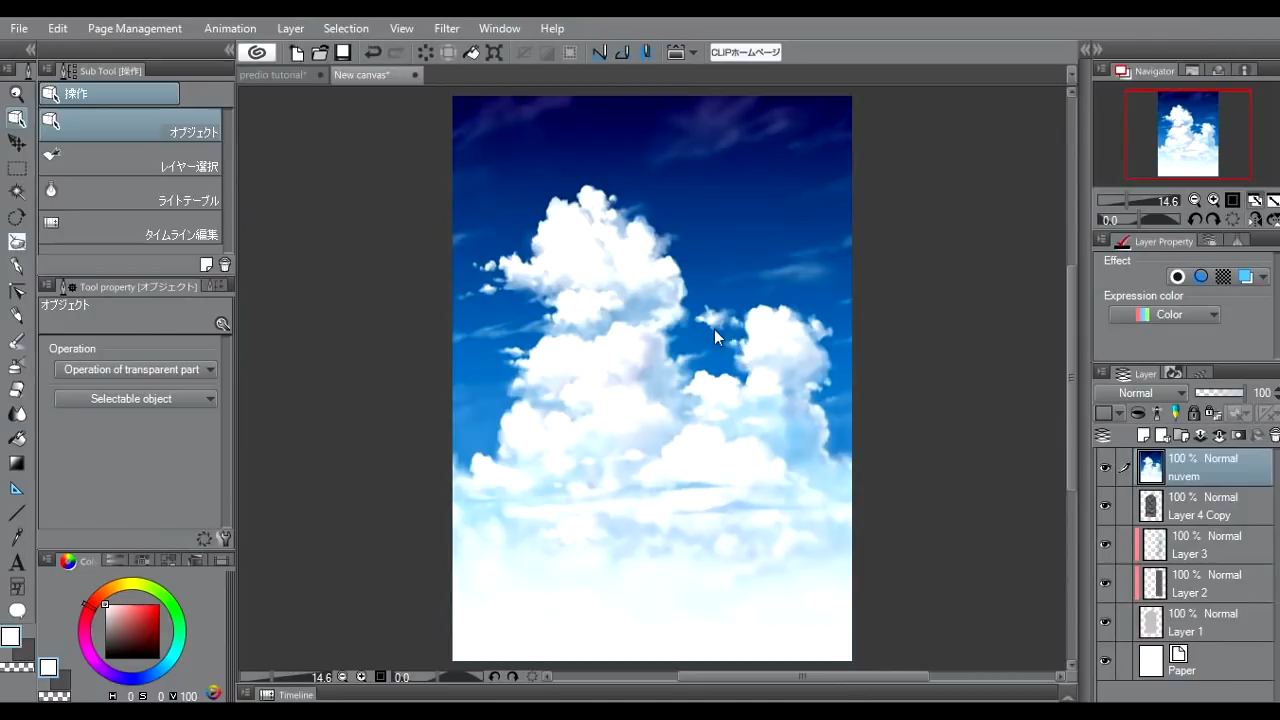 File Edit Page Management Animation Layer Selection View Filter Window Help
CLIPホームページ
Sub Tool [操作]
predio tutorial*
New canvas*
Navigator
操作
オブジェクト
レイヤー選択
ライトテーブル
タイムライン編集
14.6
0.0
Layer Property
Effect
Expression color
Color
Tool property [オブジェクト]
オブジェクト
Operation
Operation of transparent part
Selectable object
Layer
Normal 100
100 % Normal
nuvem
100 % Normal
Layer 4 Copy
100 % Normal
Layer 3
100 % Normal
Layer 2
100 % Normal
Layer 1
Paper
H 0 S 0 V 100
14.6 0.0
Timeline